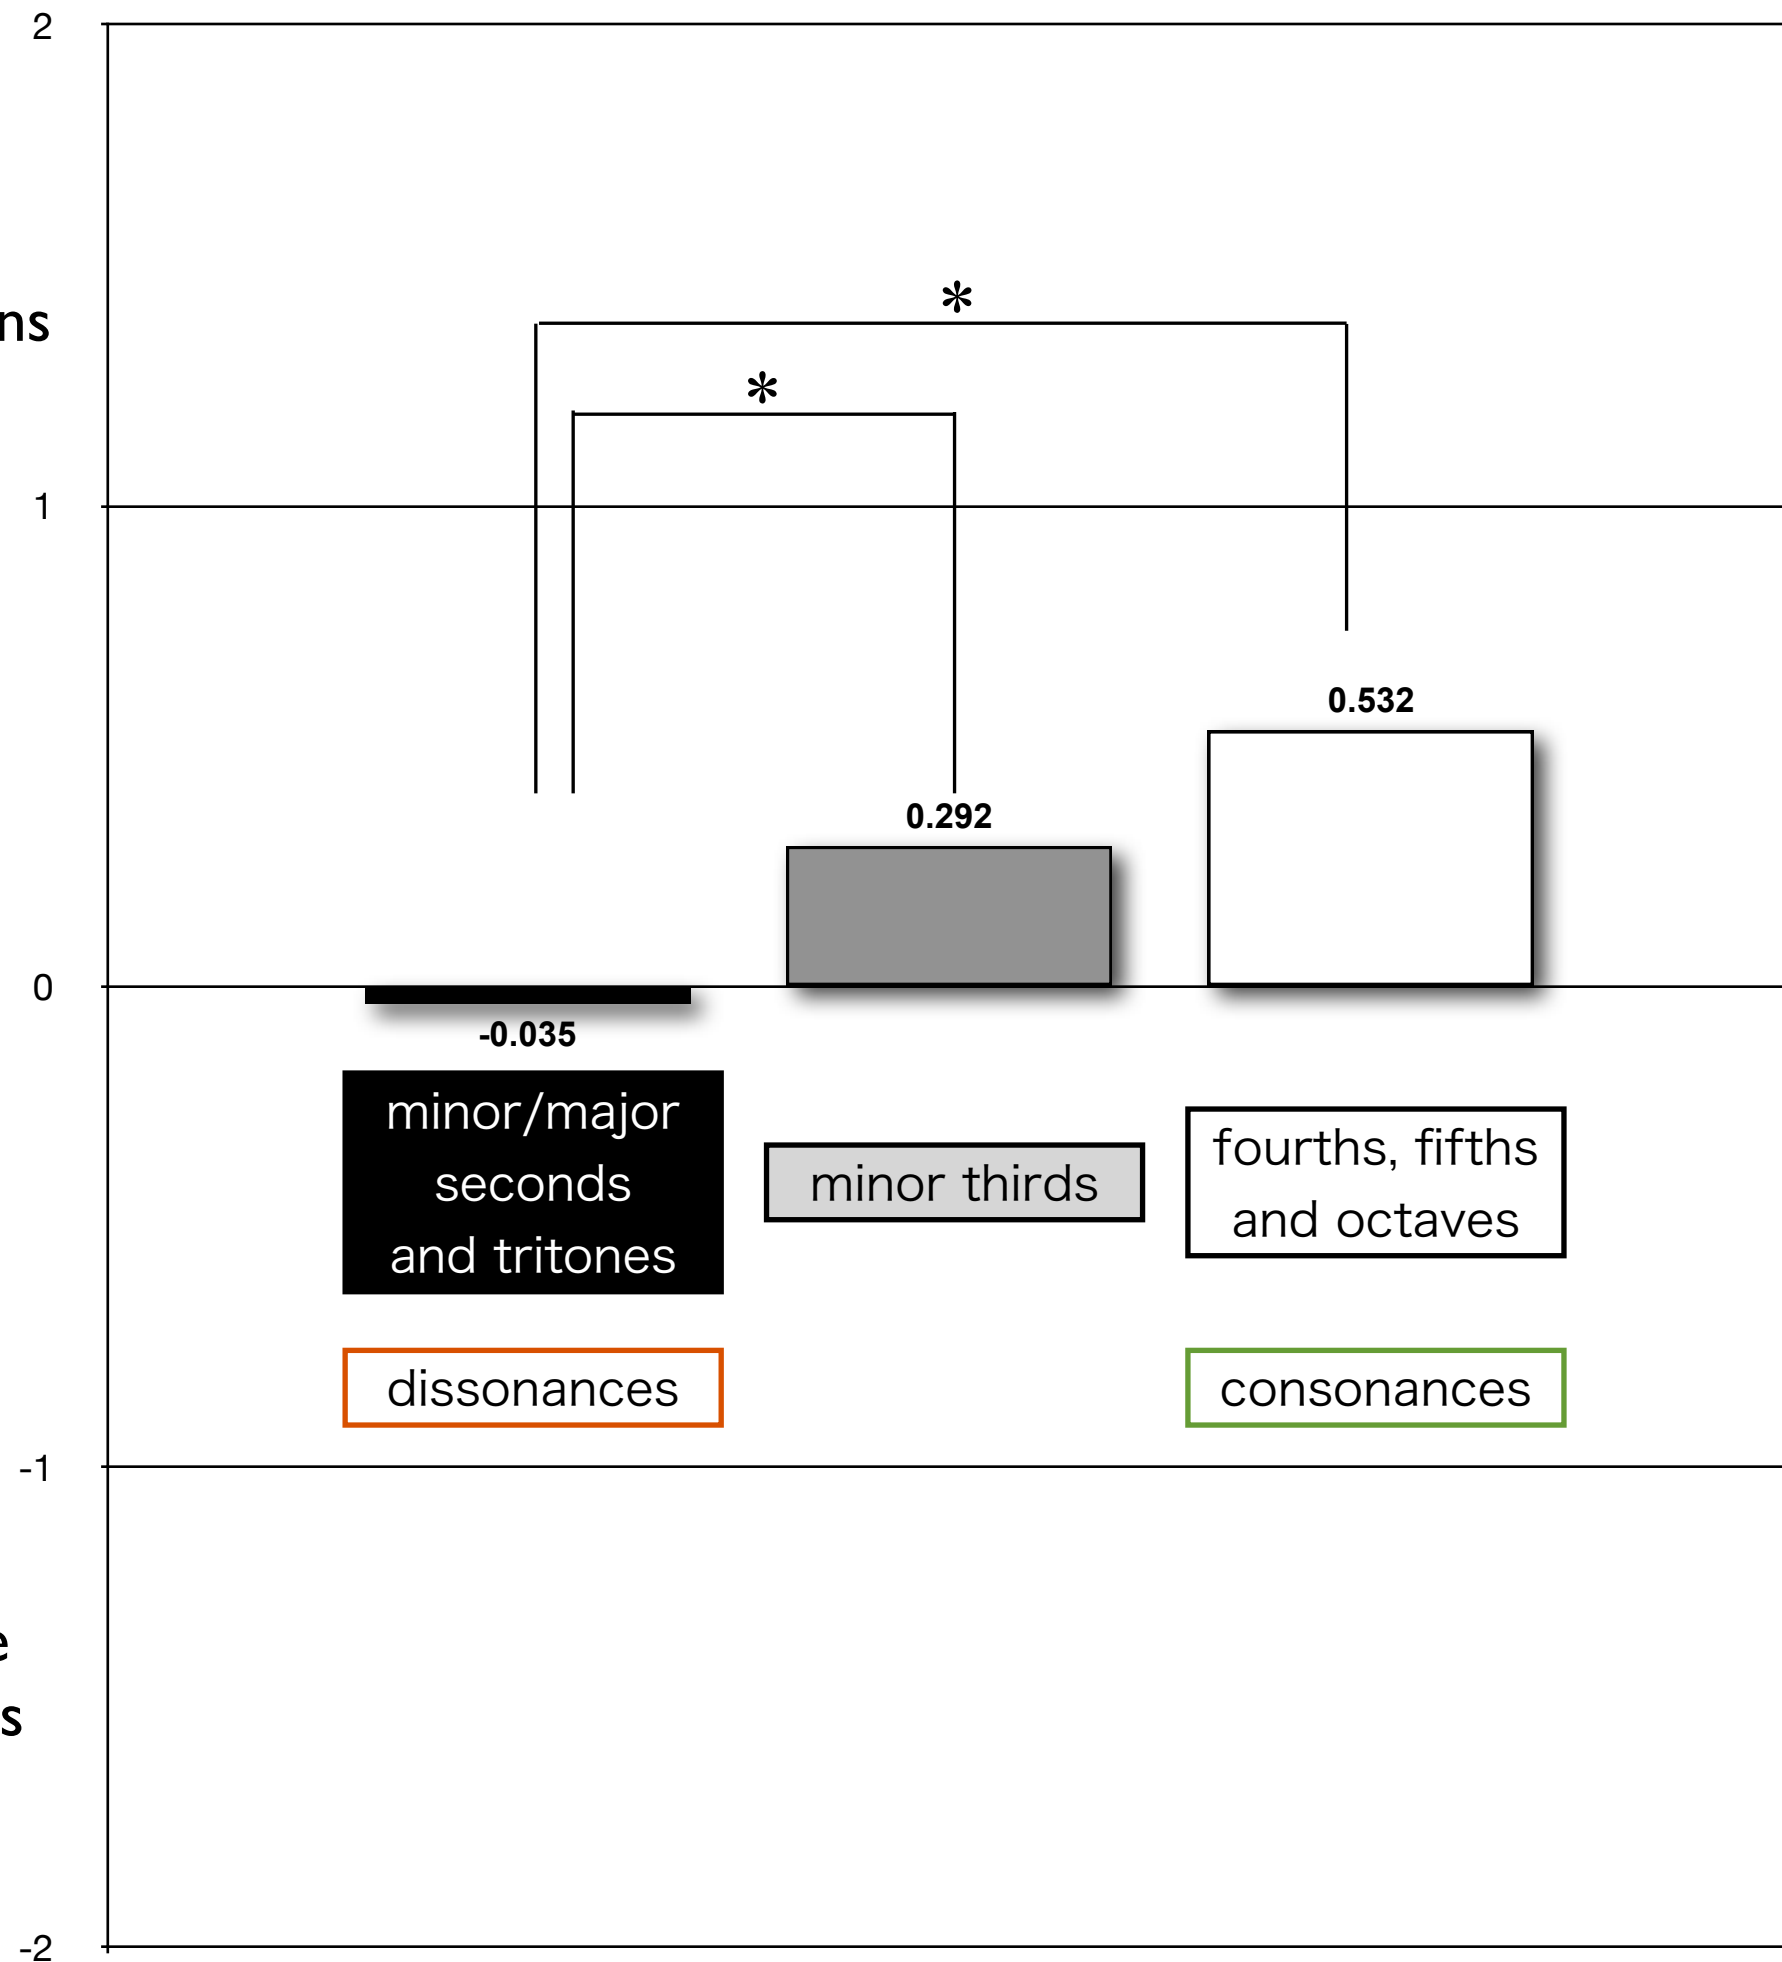 2
*
ns
*
1
0.532
0.292
0
-0.035
minor/major
seconds
and tritones
minor thirds
fourths, fifths
and octaves
dissonances
consonances
-1
e
s
-2